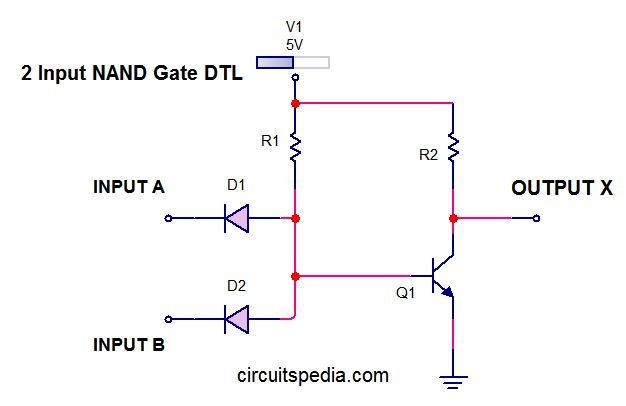 V1
5V
2 Input NAND Gate DTL
R1
R2
INPUT A
D1
OUTPUT X
D2
Q1
INPUT B
circuitspedia.com